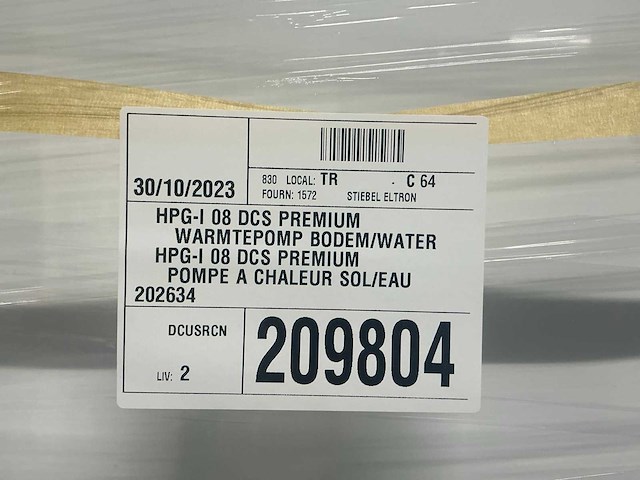 30/10/2023
830 LOCAL: TR - C 64
FOURN: 1572 STIEBEL ELTRON
HPG-I 08 DCS PREMIUM
WARMTEPOMP BODEM/WATER
HPG-I 08 DCS PREMIUM
POMPE A CHALEUR SOL/EAU
202634
DCUSRCN
LIV: 2
209804